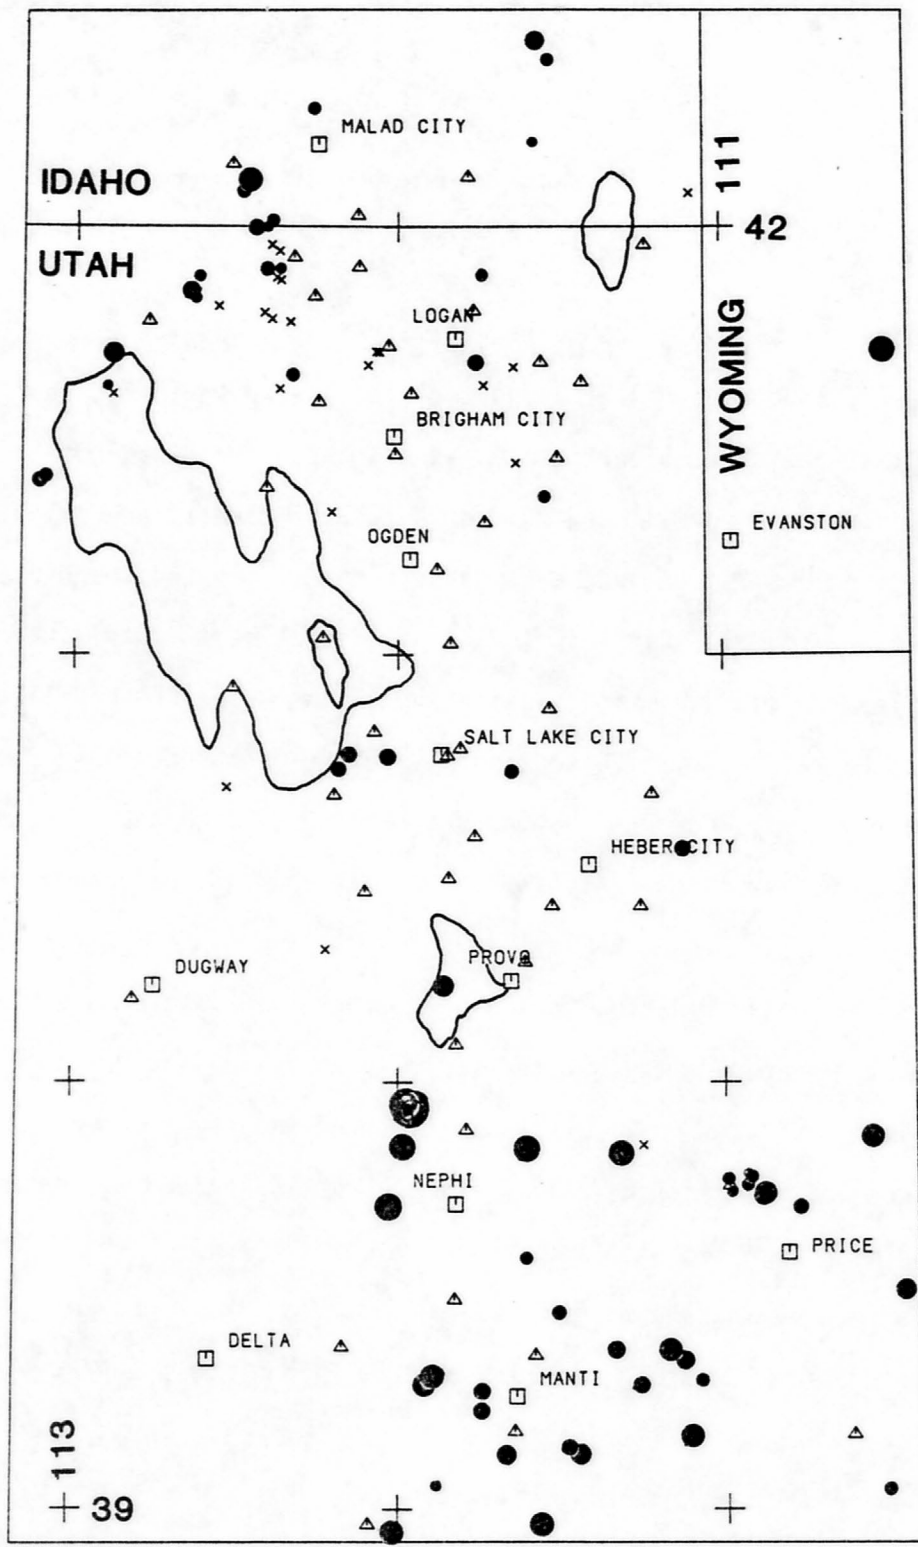 MALAD CITY
111
IDAHO
42
UTAH
LOGAN
WYOMING
BRIGHAM CITY
EVANSTON
OGDEN
SALT LAKE CITY
HEBER CITY
PROVO
DUGWAY
NEPHI
PRICE
DELTA
MANTI
113
39